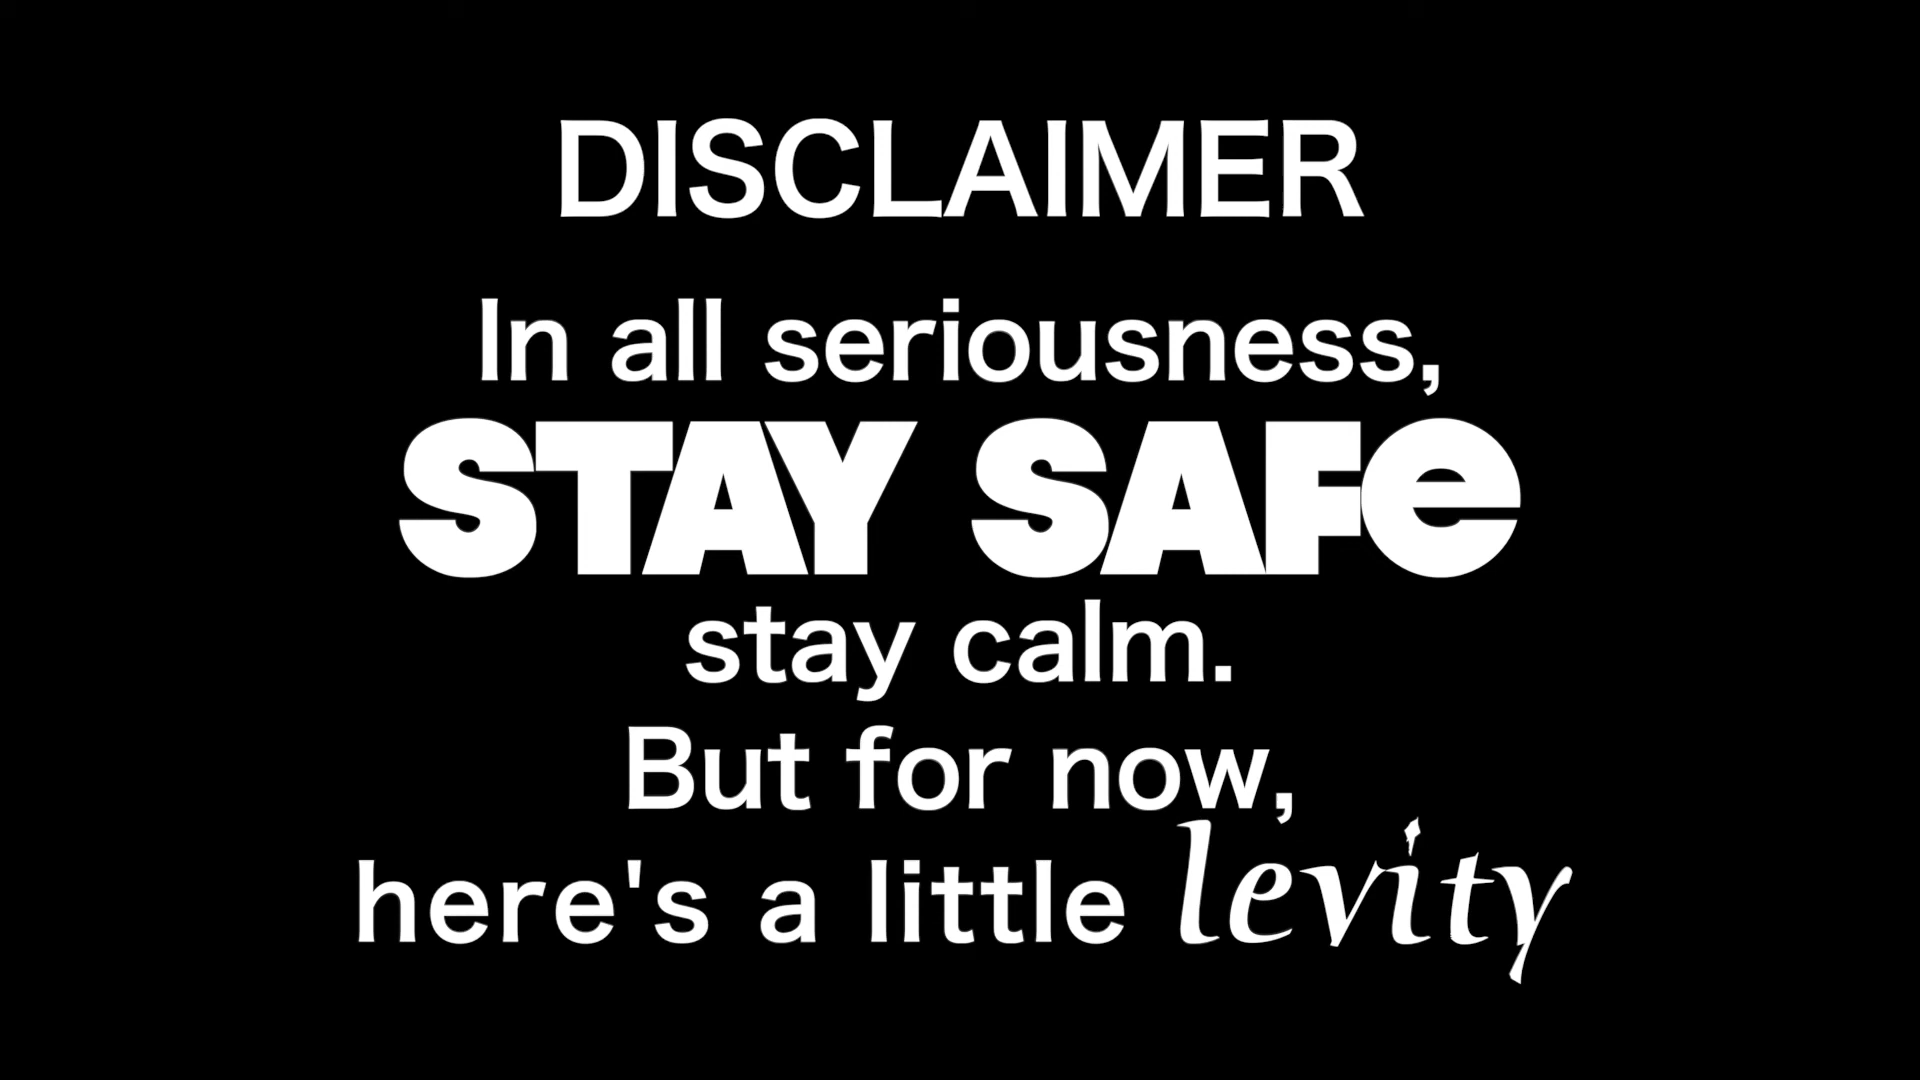 DISCLAIMER
In all seriousness,
STAY SAFe
stay calm.
But for now,
here's a little levity